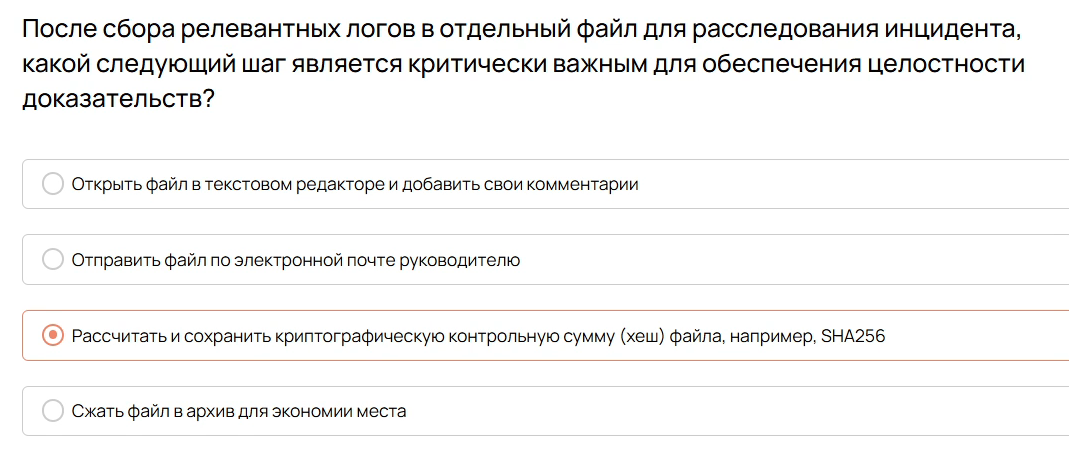 После сбора релевантных логов в отдельный файл для расследования инцидента,
какой следующий шаг является критически важным для обеспечения целостности
доказательств?
Открыть файл в текстовом редакторе и добавить свои комментарии
Отправить файл по электронной почте руководителю
Рассчитать и сохранить криптографическую контрольную сумму (хеш) файла, например, SHA256
Сжать файл в архив для экономии места